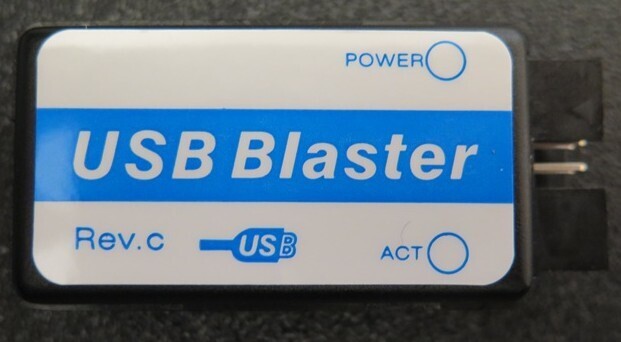 POWER
USB Blaster
Rev.c
USB
ACT